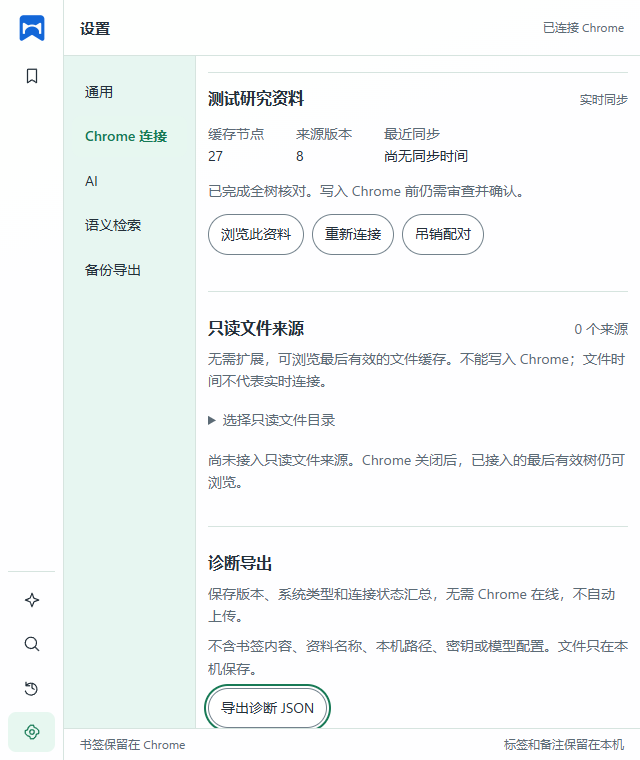 设置
已连接 Chrome
通用
Chrome 连接
AI
语义检索
备份导出
测试研究资料
实时同步
缓存节点 来源版本 最近同步
27 8 尚无同步时间
已完成全树核对。写入 Chrome 前仍需审查并确认。
浏览此资料 重新连接 吊销配对
只读文件来源
0 个来源
无需扩展，可浏览最后有效的文件缓存。不能写入 Chrome；文件时
间不代表实时连接。
选择只读文件目录
尚未接入只读文件来源。Chrome 关闭后，已接入的最后有效树仍可
浏览。
诊断导出
保存版本、系统类型和连接状态汇总，无需 Chrome 在线，不自动
上传。
不含书签内容、资料名称、本机路径、密钥或模型配置。文件只在本
机保存。
导出诊断 JSON
书签保留在 Chrome
标签和备注保留在本机